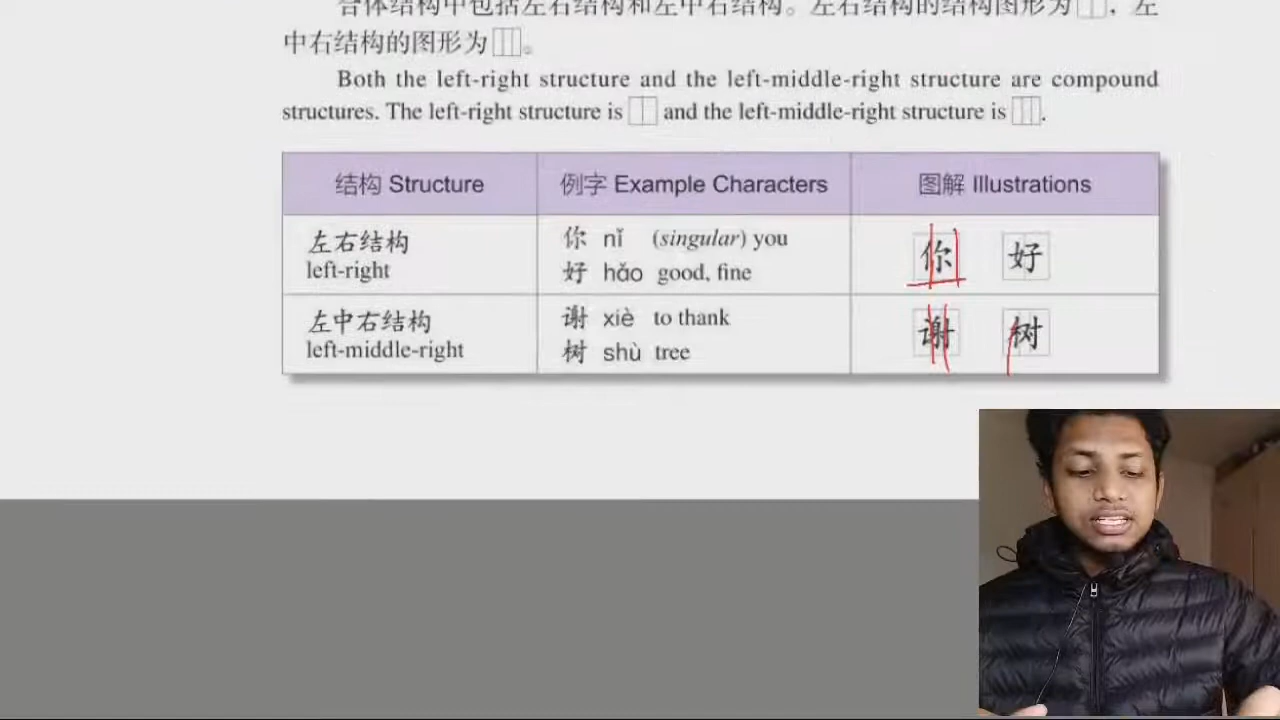 合体结构中包括左右结构和左中右结构。左右结构的结构图形为，左
中右结构的图形为。
Both the left-right structure and the left-middle-right structure are compound
structures. The left-right structure is and the left-middle-right structure is .
结构 Structure 例字 Example Characters 图解 Illustrations
左右结构
left-right
你 nǐ (singular) you
好 hǎo good, fine
你 好
左中右结构
left-middle-right
谢 xiè to thank
树 shù tree
谢 树